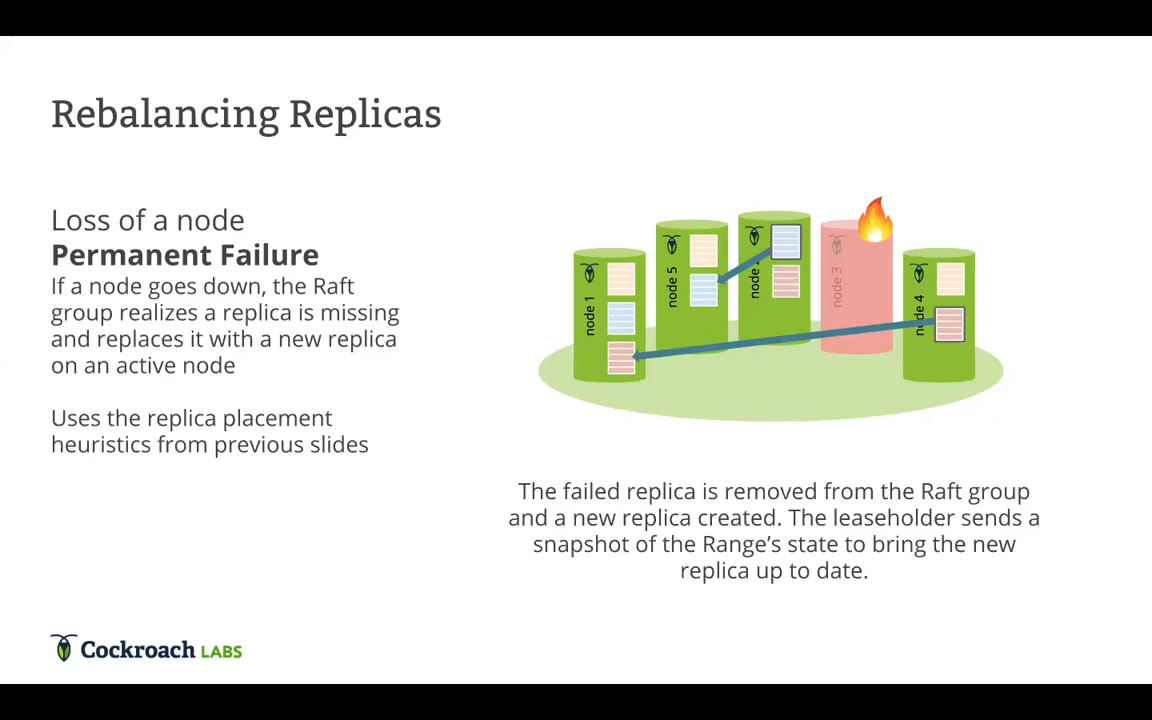 Rebalancing Replicas
Loss of a node
Permanent Failure
If a node goes down, the Raft
group realizes a replica is missing
and replaces it with a new replica
on an active node
Uses the replica placement
heuristics from previous slides
node 1
node 5
node
node 3
node 4
The failed replica is removed from the Raft group
and a new replica created. The leaseholder sends a
snapshot of the Range’s state to bring the new
replica up to date.
Cockroach LABS